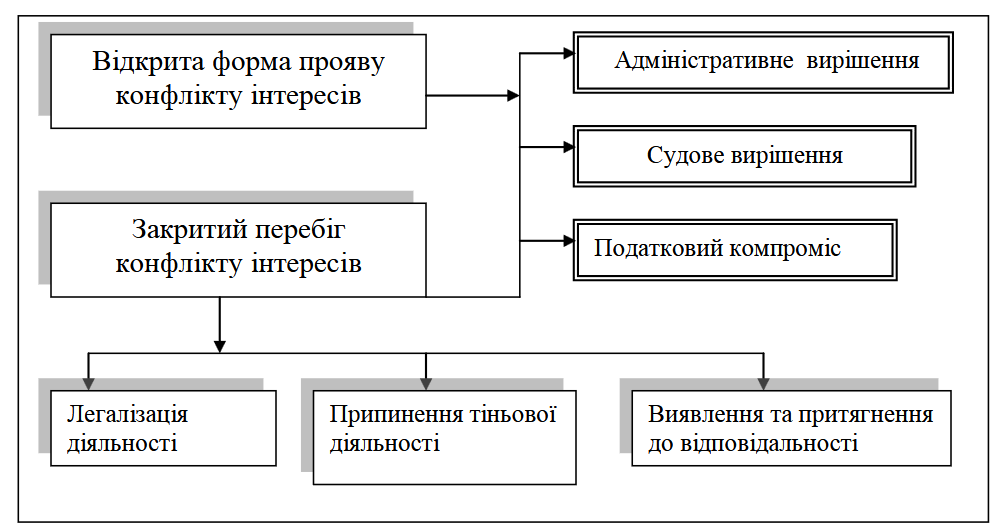 Відкрита форма прояву
конфлікту інтересів
Адміністративне вирішення
Судове вирішення
Закритий перебіг
конфлікту інтересів
Податковий компроміс
Легалізація
діяльності
Припинення тіньової
діяльності
Виявлення та притягнення
до відповідальності